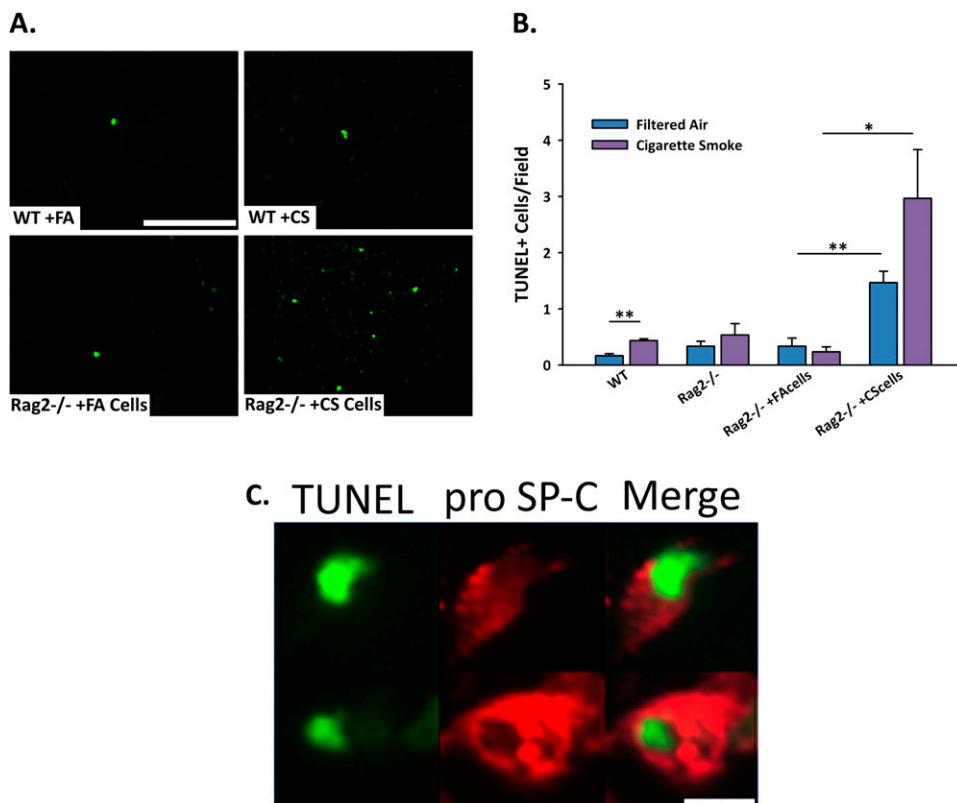 A.
WT +FA
WT +CS
Rag2-/- +FA Cells
Rag2-/- +CS Cells
B.
TUNEL+ Cells/Field
5
4
3
2
1
0
Filtered Air
Cigarette Smoke
**
**
*
WT
Rag2-/-
Rag2-/- +FAcells
Rag2-/- +CScells
C.
TUNEL pro SP-C Merge